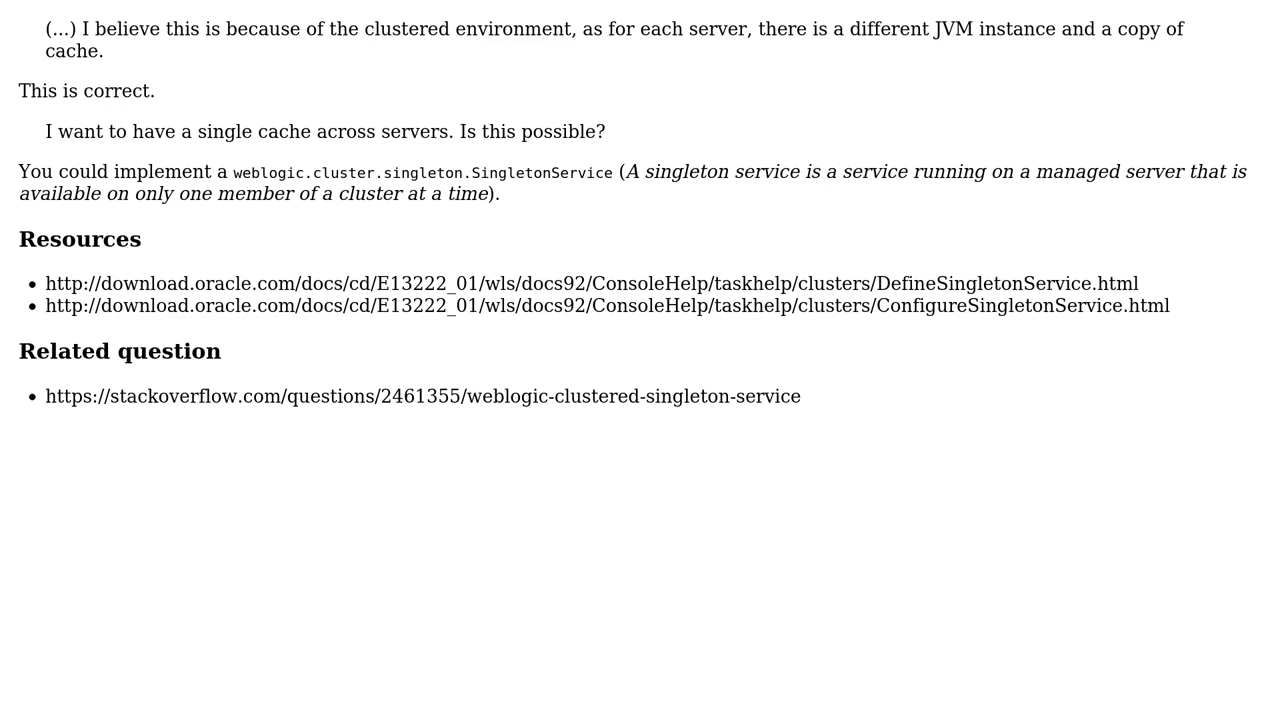 (...) I believe this is because of the clustered environment, as for each server, there is a different JVM instance and a copy of
cache.
This is correct.
I want to have a single cache across servers. Is this possible?
You could implement a weblogic.cluster.singleton.SingletonService (A singleton service is a service running on a managed server that is
available on only one member of a cluster at a time).
Resources
• http://download.oracle.com/docs/cd/E13222_01/wls/docs92/ConsoleHelp/taskhelp/clusters/DefineSingletonService.html
• http://download.oracle.com/docs/cd/E13222_01/wls/docs92/ConsoleHelp/taskhelp/clusters/ConfigureSingletonService.html
Related question
• https://stackoverflow.com/questions/2461355/weblogic-clustered-singleton-service